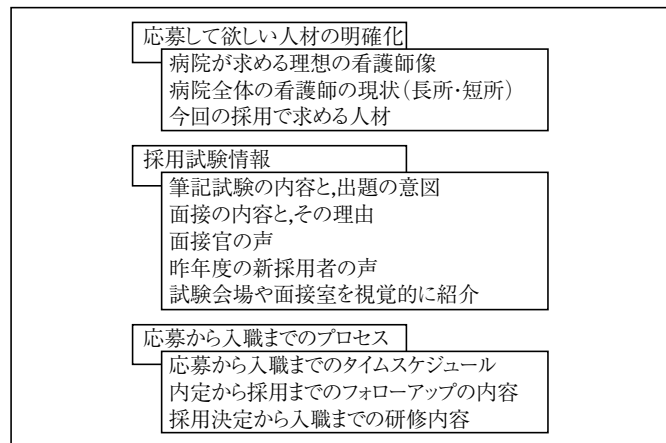 応募して欲しい人材の明確化
病院が求める理想の看護師像
病院全体の看護師の現状(長所・短所)
今回の採用で求める人材
採用試験情報
筆記試験の内容と,出題の意図
面接の内容と,その理由
面接官の声
昨年度の新採用者の声
試験会場や面接室を視覚的に紹介
応募から入職までのプロセス
応募から入職までのタイムスケジュール
内定から採用までのフォローアップの内容
採用決定から入職までの研修内容